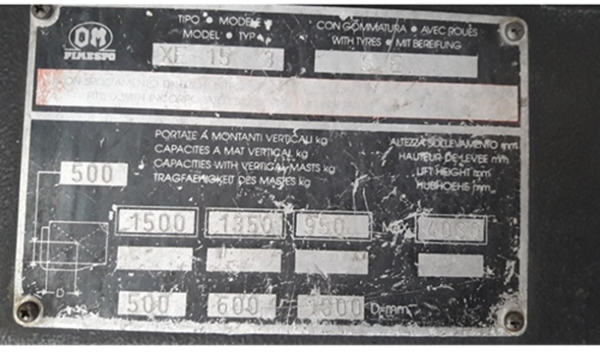 OM
PIMESPO
TIPO • MODELE
MODEL • TYP
XE 15 3
CON GOMMATURA • AVEC ROUES
WITH TYRES • MIT BEREIFUNG
PORTATE A MONTANTI VERTICALI kg
CAPACITES A MAT VERTICAL kg
CAPACITIES WITH VERTICAL MASTS kg
TRAGFAEHIGKEIT DES MASTES kg
ALTEZZA SOLLEVAMENTO mm
HAUTEUR DE LEVEE mm
LIFT HEIGHT mm
HUBHOEHE mm
500
1500 1350 950
D
500 600 D=mm